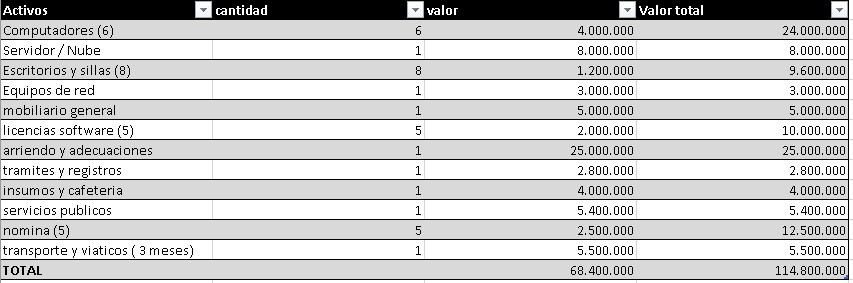 Activos cantidad valor Valor total
Computadores (6) 6 4.000.000 24.000.000
Servidor / Nube 1 8.000.000 8.000.000
Escritorios y sillas (8) 8 1.200.000 9.600.000
Equipos de red 1 3.000.000 3.000.000
mobiliario general 1 5.000.000 5.000.000
licencias software (5) 5 2.000.000 10.000.000
arriendo y adecuaciones 1 25.000.000 25.000.000
tramites y registros 1 2.800.000 2.800.000
insumos y cafeteria 1 4.000.000 4.000.000
servicios publicos 1 5.400.000 5.400.000
nomina (5) 5 2.500.000 12.500.000
transporte y viaticos ( 3 meses) 1 5.500.000 5.500.000
TOTAL 68.400.000 114.800.000